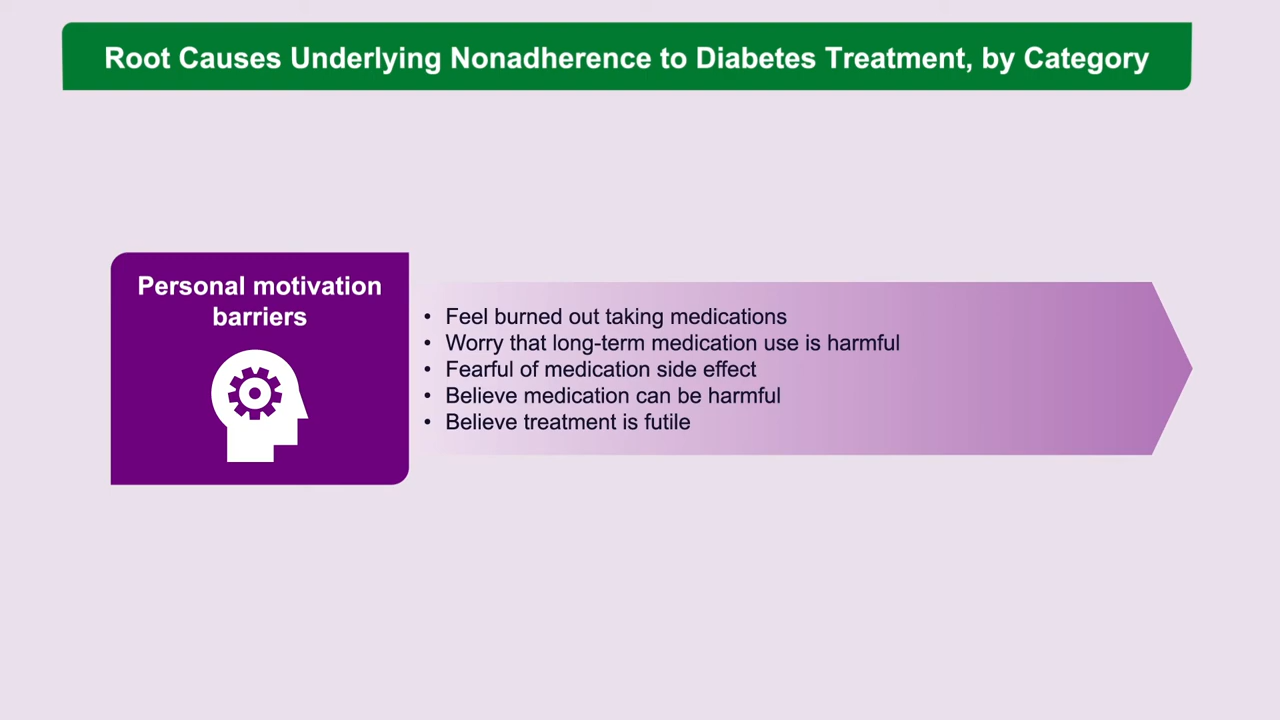 Root Causes Underlying Nonadherence to Diabetes Treatment, by Category
Personal motivation
barriers
• Feel burned out taking medications
• Worry that long-term medication use is harmful
• Fearful of medication side effect
• Believe medication can be harmful
• Believe treatment is futile